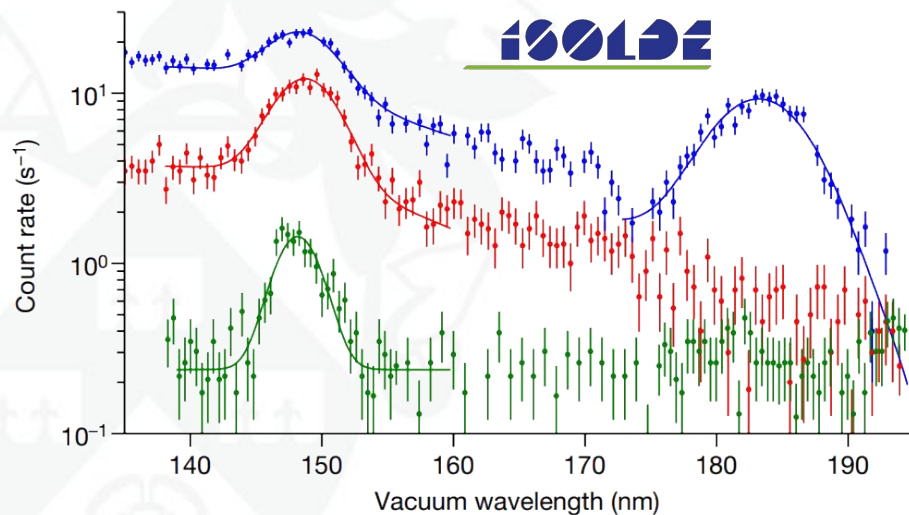 ISOLDE
Count rate (s⁻¹)
10¹
10⁰
10⁻¹
140 150 160 170 180 190
Vacuum wavelength (nm)